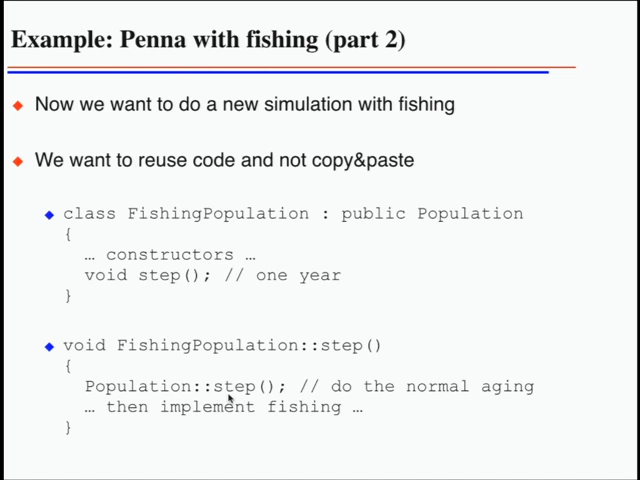 Example: Penna with fishing (part 2)
Now we want to do a new simulation with fishing
We want to reuse code and not copy&paste
class FishingPopulation : public Population
{
… constructors …
void step(); // one year
}
void FishingPopulation::step()
{
Population::step(); // do the normal aging
… then implement fishing …
}